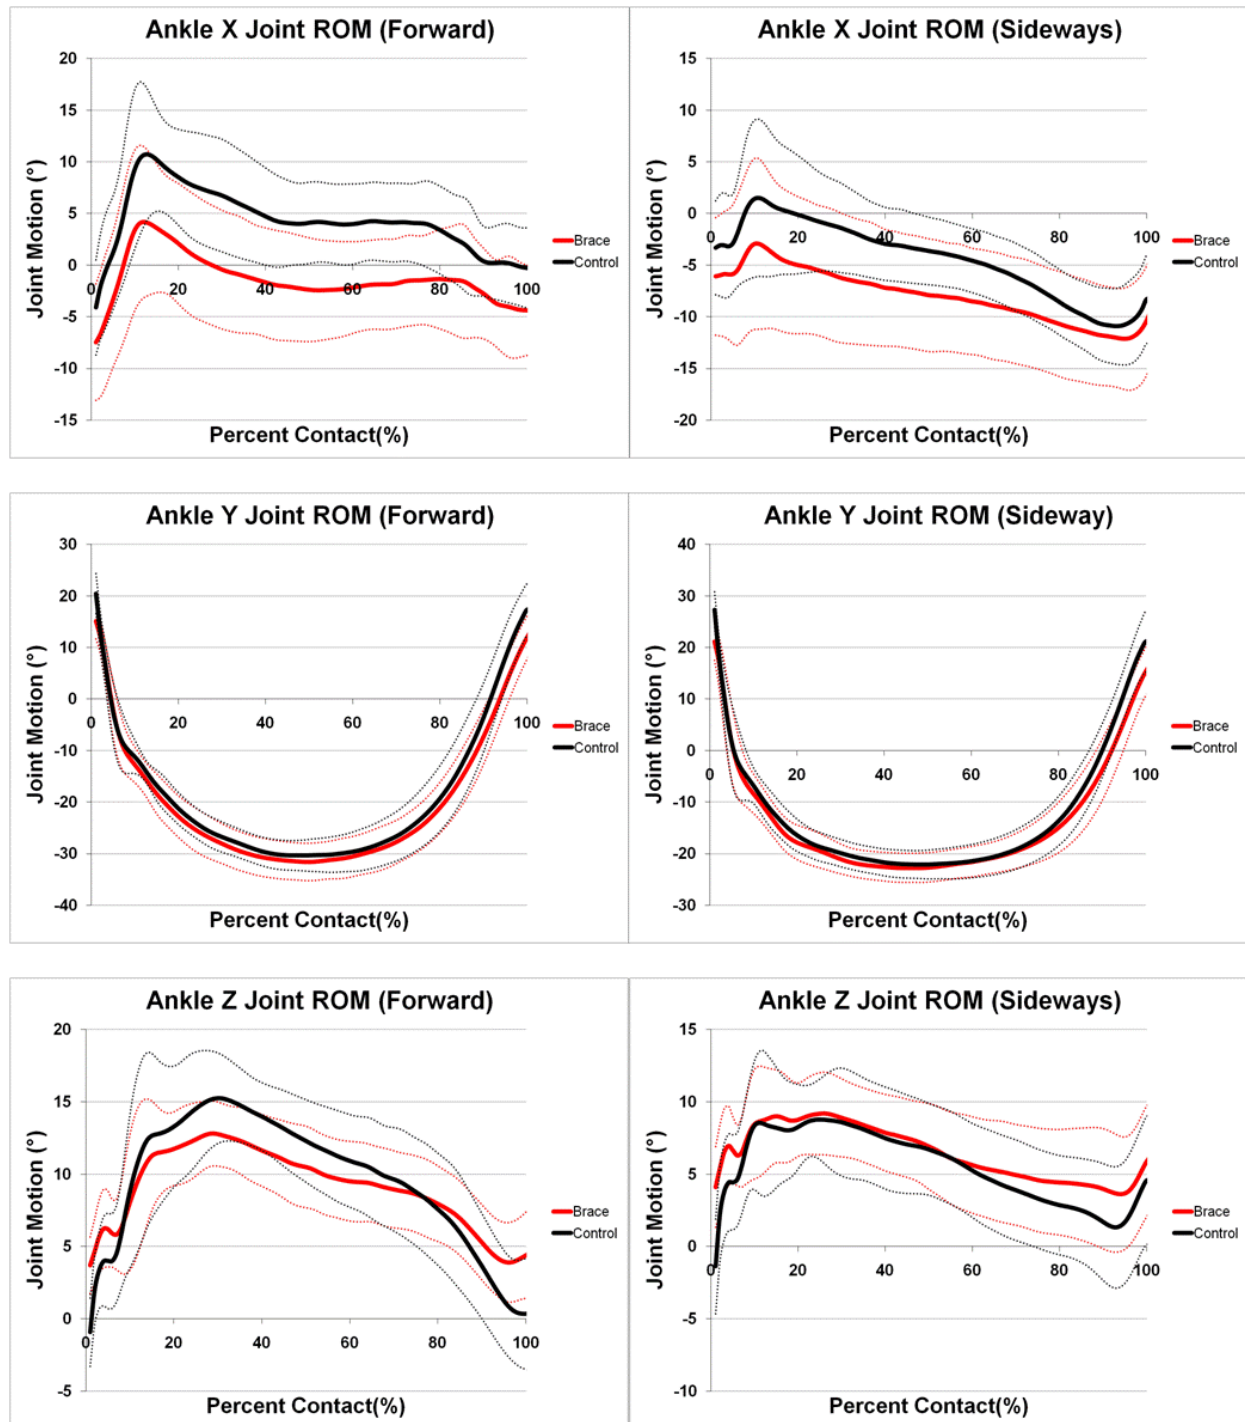 Ankle X Joint ROM (Forward)
20
15
10
5
0
-5
-10
-15
0 20 40 60 80 100
Joint Motion (°)
Percent Contact(%)
Brace
Control
Ankle X Joint ROM (Sideways)
15
10
5
0
-5
-10
-15
-20
0 20 40 60 80 100
Joint Motion (°)
Percent Contact(%)
Brace
Control
Ankle Y Joint ROM (Forward)
30
20
10
0
-10
-20
-30
-40
0 20 40 60 80 100
Joint Motion (°)
Percent Contact(%)
Brace
Control
Ankle Y Joint ROM (Sideway)
40
30
20
10
0
-10
-20
-30
0 20 40 60 80 100
Joint Motion (°)
Percent Contact(%)
Brace
Control
Ankle Z Joint ROM (Forward)
20
15
10
5
0
-5
0 20 40 60 80 100
Joint Motion (°)
Percent Contact(%)
Brace
Control
Ankle Z Joint ROM (Sideways)
15
10
5
0
-5
-10
0 20 40 60 80 100
Joint Motion (°)
Percent Contact(%)
Brace
Control